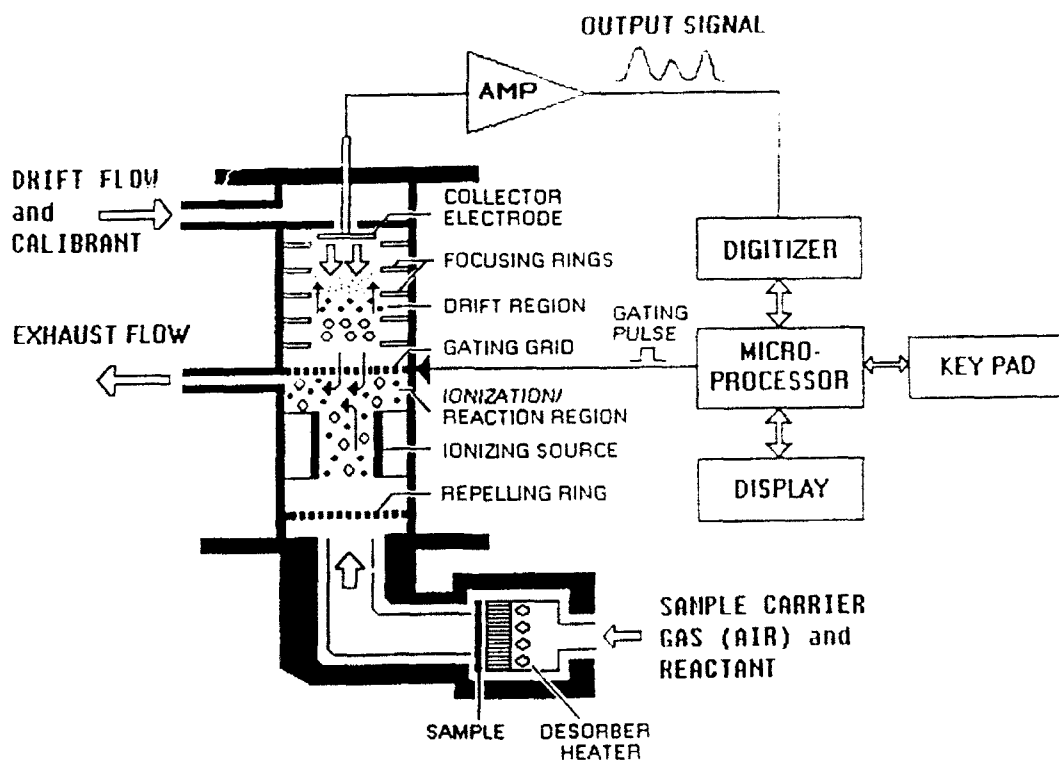 OUTPUT SIGNAL
AMP
DRIFT FLOW
and
CALIBRANT
COLLECTOR
ELECTRODE
FOCUSING RINGS
DRIFT REGION
DIGITIZER
EXHAUST FLOW
GATING
PULSE
GATING GRID
MICRO-
PROCESSOR
KEY PAD
IONIZATION/
REACTION REGION
IONIZING SOURCE
REPELLING RING
DISPLAY
SAMPLE CARRIER
GAS (AIR) and
REACTANT
SAMPLE
DESORBER
HEATER